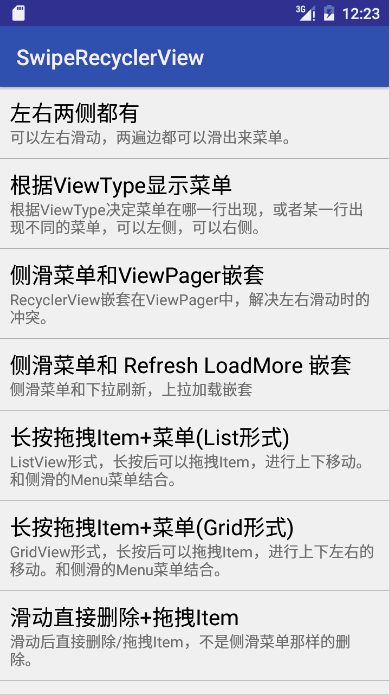 3G
12:23
SwipeRecyclerView
左右两侧都有
可以左右滑动，两遍边都可以滑出来菜单。
根据ViewType显示菜单
根据ViewType决定菜单在哪一行出现，或者某一行出
现不同的菜单，可以左侧，可以右侧。
侧滑菜单和ViewPager嵌套
RecyclerView嵌套在ViewPager中，解决左右滑动时的
冲突。
侧滑菜单和 Refresh LoadMore 嵌套
侧滑菜单和下拉刷新，上拉加载嵌套
长按拖拽Item+菜单(List形式)
ListView形式，长按后可以拖拽Item，进行上下移动。
和侧滑的Menu菜单结合。
长按拖拽Item+菜单(Grid形式)
GridView形式，长按后可以拖拽Item，进行上下左右的
移动。和侧滑的Menu菜单结合。
滑动直接删除+拖拽Item
滑动后直接删除/拖拽Item，不是侧滑菜单那样的删
除。